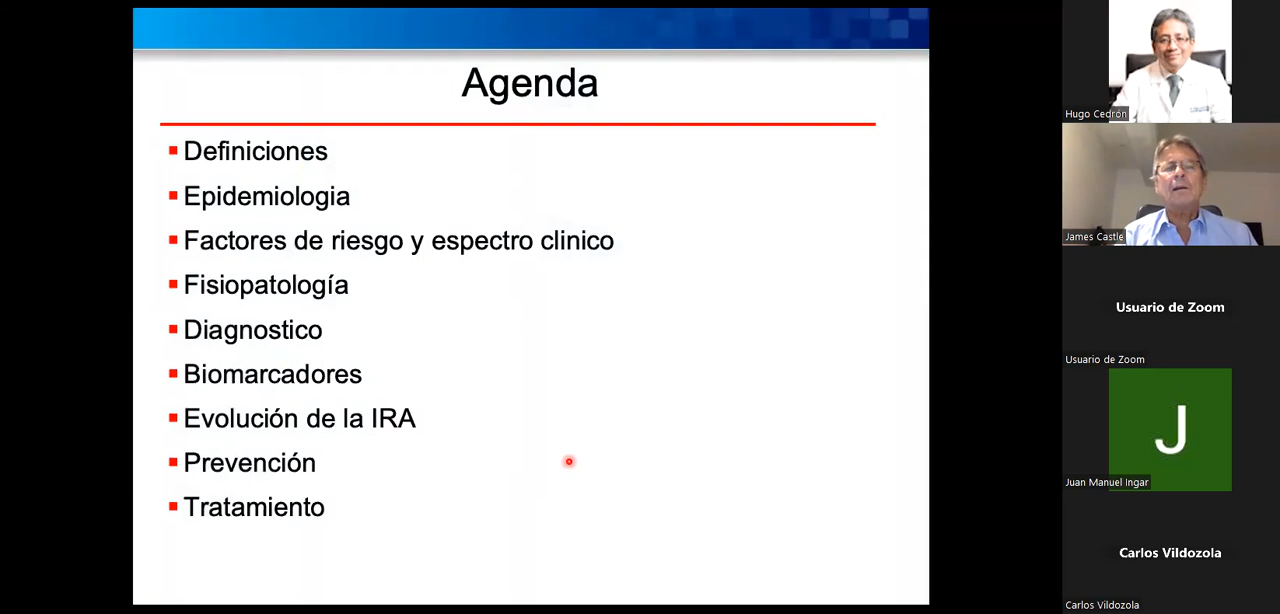 Agenda
Definiciones
Epidemiologia
Factores de riesgo y espectro clinico
Fisiopatología
Diagnostico
Biomarcadores
Evolución de la IRA
Prevención
Tratamiento
Hugo Cedrón
James Castle
Usuario de Zoom
Usuario de Zoom
J
Juan Manuel Ingar
Carlos Vildozola
Carlos Vildozola